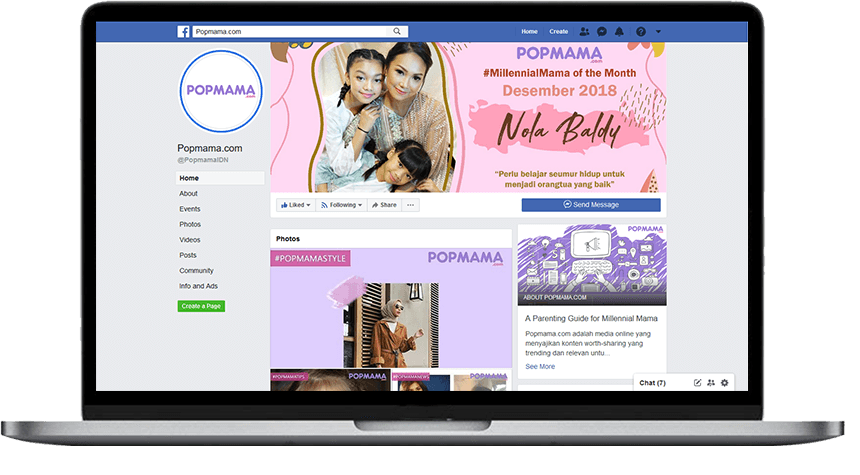 Popmama.com
Home Create
POPMAMA
.com
#MillennialMama of the Month
Desember 2018
Nola Baldy
“Perlu belajar seumur hidup untuk
menjadi orangtua yang baik”
POPMAMA
.com
Popmama.com
@PopmamaIDN
Home
About
Events
Photos
Videos
Posts
Community
Info and Ads
Create a Page
Liked Following Share ...
Send Message
Photos
#POPMAMASTYLE
POPMAMA
.com
#POPMAMATPS
POPMAMA
.com
#POPMAMANEWS
POPMAMA
POPMAMA
.com
ABOUT POPMAMA.COM
A Parenting Guide for Millennial Mama
Popmama.com adalah media online yang
menyajikan konten worth-sharing yang
trending dan relevan untu...
See More
Chat (7)